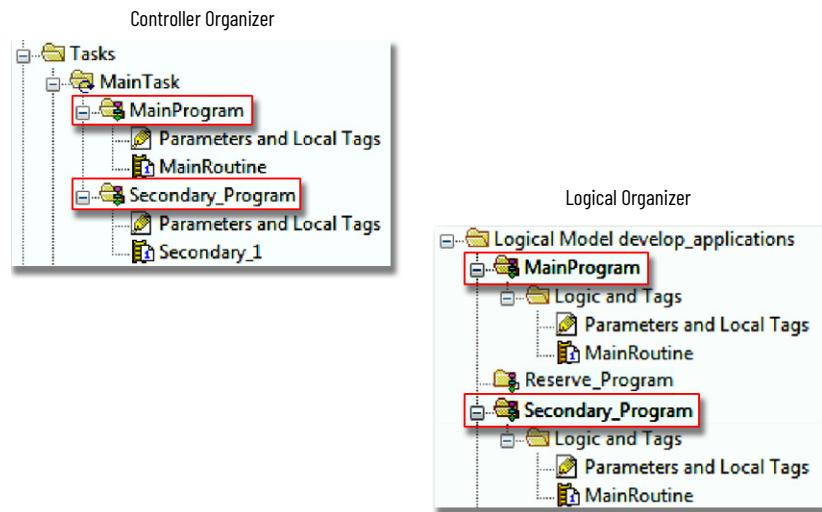 Controller Organizer
Tasks
MainTask
MainProgram
Parameters and Local Tags
MainRoutine
Secondary_Program
Parameters and Local Tags
Secondary_1
Logical Organizer
Logical Model develop_applications
MainProgram
Logic and Tags
Parameters and Local Tags
MainRoutine
Reserve_Program
Secondary_Program
Logic and Tags
Parameters and Local Tags
MainRoutine